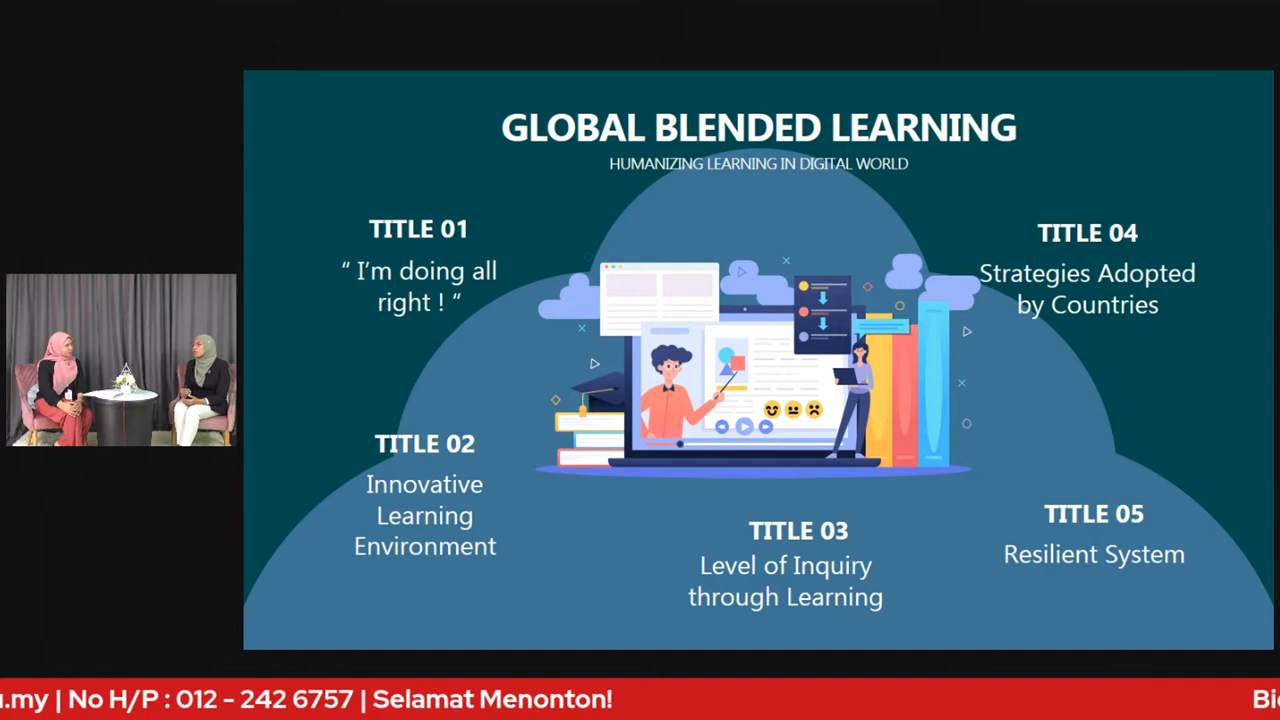 GLOBAL BLENDED LEARNING
HUMANIZING LEARNING IN DIGITAL WORLD
TITLE 01
“ I’m doing all
right ! “
TITLE 02
Innovative
Learning
Environment
TITLE 03
Level of Inquiry
through Learning
TITLE 04
Strategies Adopted
by Countries
TITLE 05
Resilient System
.my | No H/P : 012 - 242 6757 | Selamat Menonton!